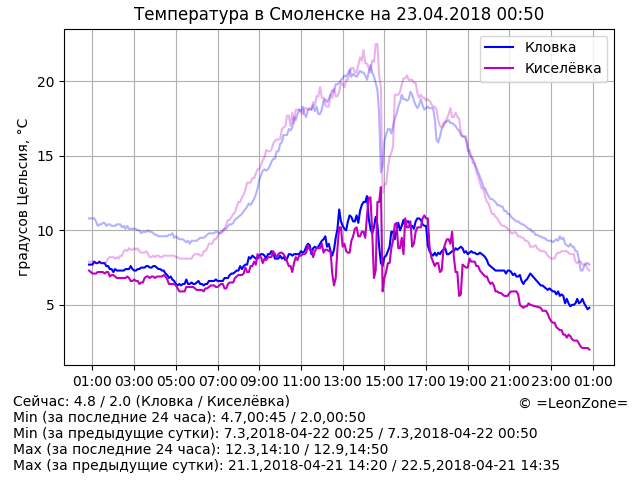 Температура в Смоленске на 23.04.2018 00:50
Кловка
Киселёвка
градусов Цельсия, °C
20
15
10
5
01:00 03:00 05:00 07:00 09:00 11:00 13:00 15:00 17:00 19:00 21:00 23:00 01:00
Сейчас: 4.8 / 2.0 (Кловка / Киселёвка)
© =LeonZone=
Min (за последние 24 часа): 4.7,00:45 / 2.0,00:50
Min (за предыдущие сутки): 7.3,2018-04-22 00:25 / 7.3,2018-04-22 00:50
Max (за последние 24 часа): 12.3,14:10 / 12.9,14:50
Max (за предыдущие сутки): 21.1,2018-04-21 14:20 / 22.5,2018-04-21 14:35